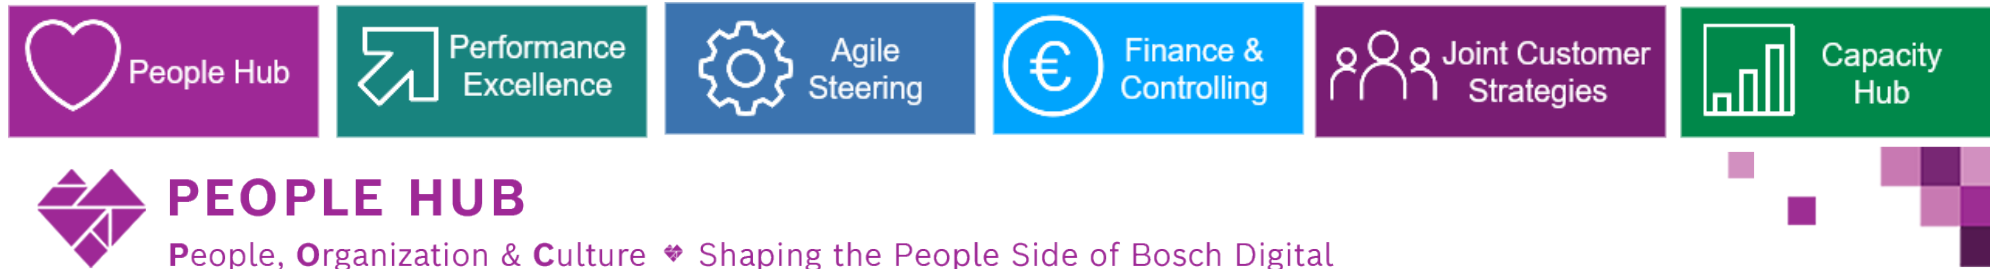 People Hub
Performance
Excellence
Agile
Steering
€
Finance &
Controlling
Joint Customer
Strategies
Capacity
Hub
PEOPLE HUB
People, Organization & Culture Shaping the People Side of Bosch Digital